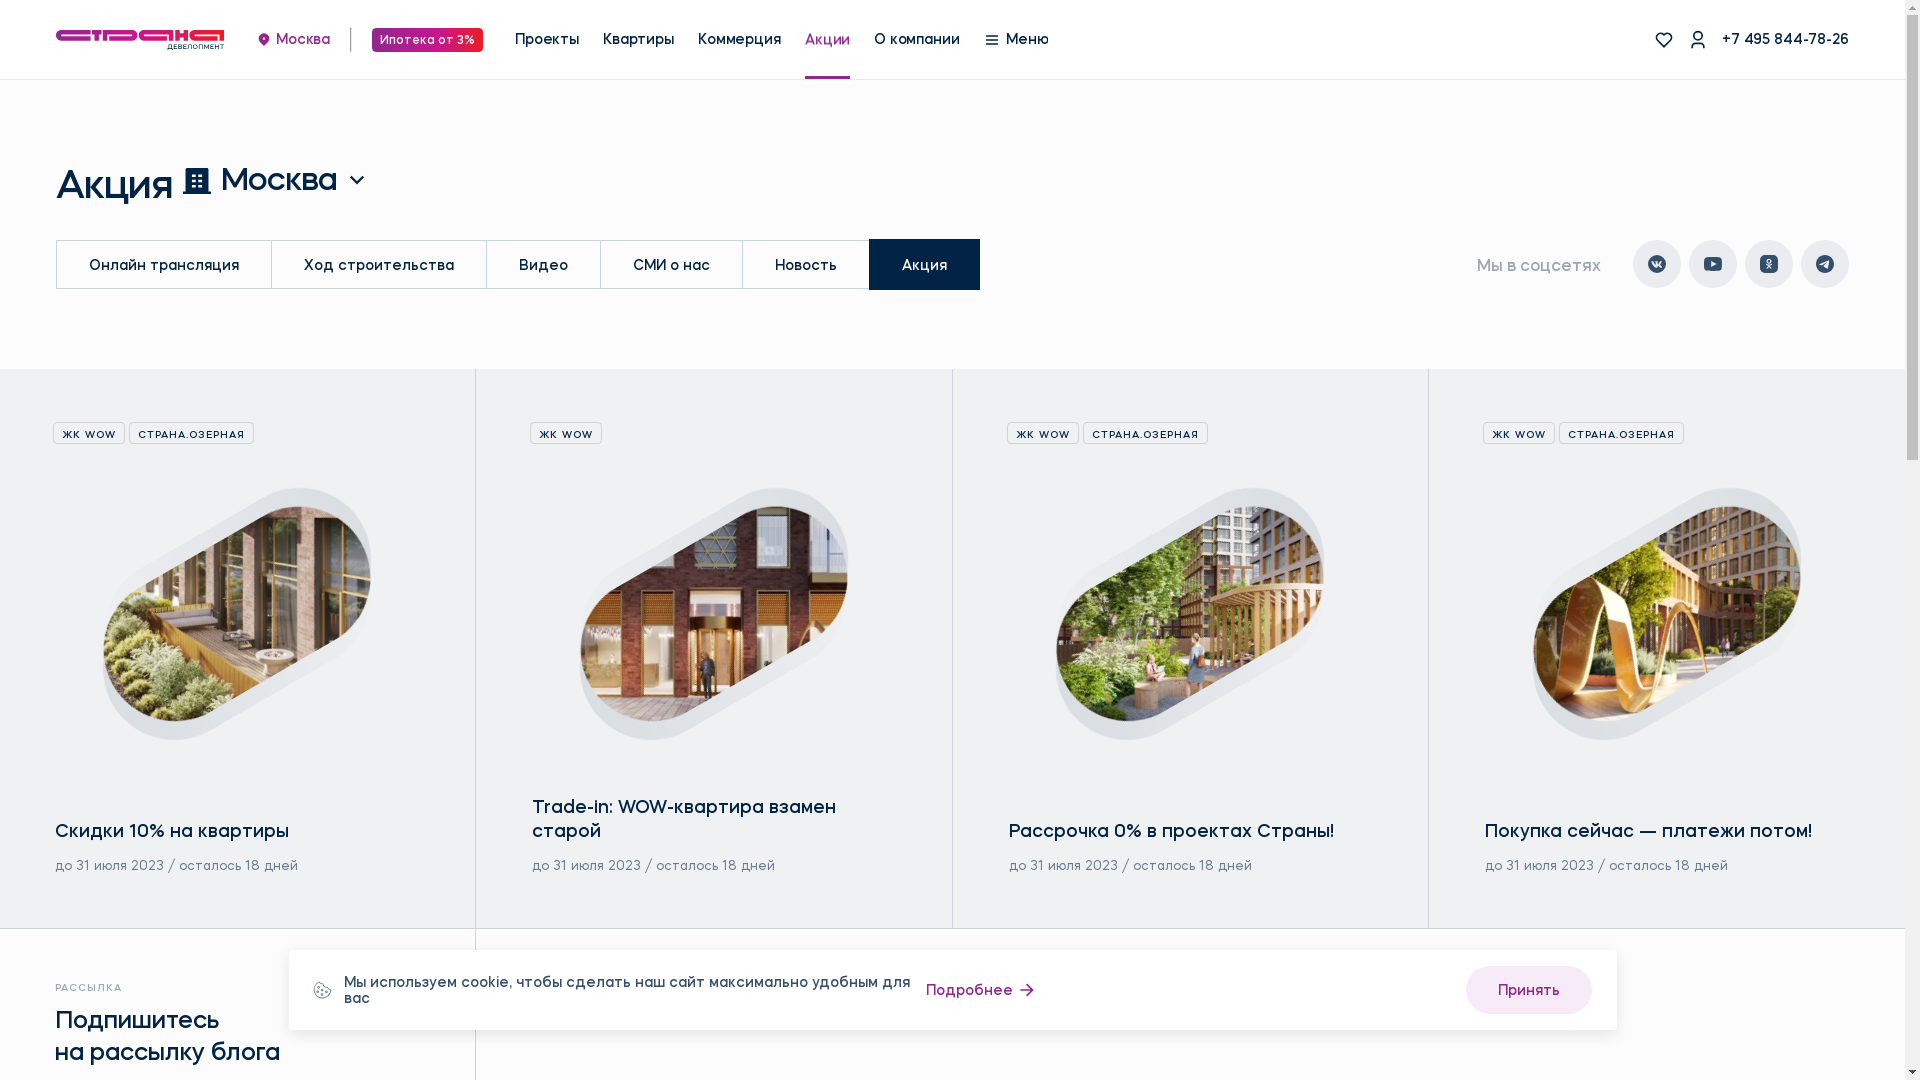 страна
ДЕВЕЛОПМЕНТ
Москва
Ипотека от 3%
Проекты
Квартиры
Коммерция
Акции
О компании
Меню
+7 495 844-78-26
Акция Москва
Онлайн трансляция
Ход строительства
Видео
СМИ о нас
Новость
Акция
Мы в соцсетях
ЖК WOW
СТРАНА.ОЗЕРНАЯ
Скидки 10% на квартиры
до 31 июля 2023 / осталось 18 дней
ЖК WOW
Trade-in: WOW-квартира взамен
старой
до 31 июля 2023 / осталось 18 дней
ЖК WOW
СТРАНА.ОЗЕРНАЯ
Рассрочка 0% в проектах Страны!
до 31 июля 2023 / осталось 18 дней
ЖК WOW
СТРАНА.ОЗЕРНАЯ
Покупка сейчас — платежи потом!
до 31 июля 2023 / осталось 18 дней
РАССЫЛКА
Подпишитесь
на рассылку блога
Мы используем cookie, чтобы сделать наш сайт максимально удобным для
вас
Подробнее
Принять